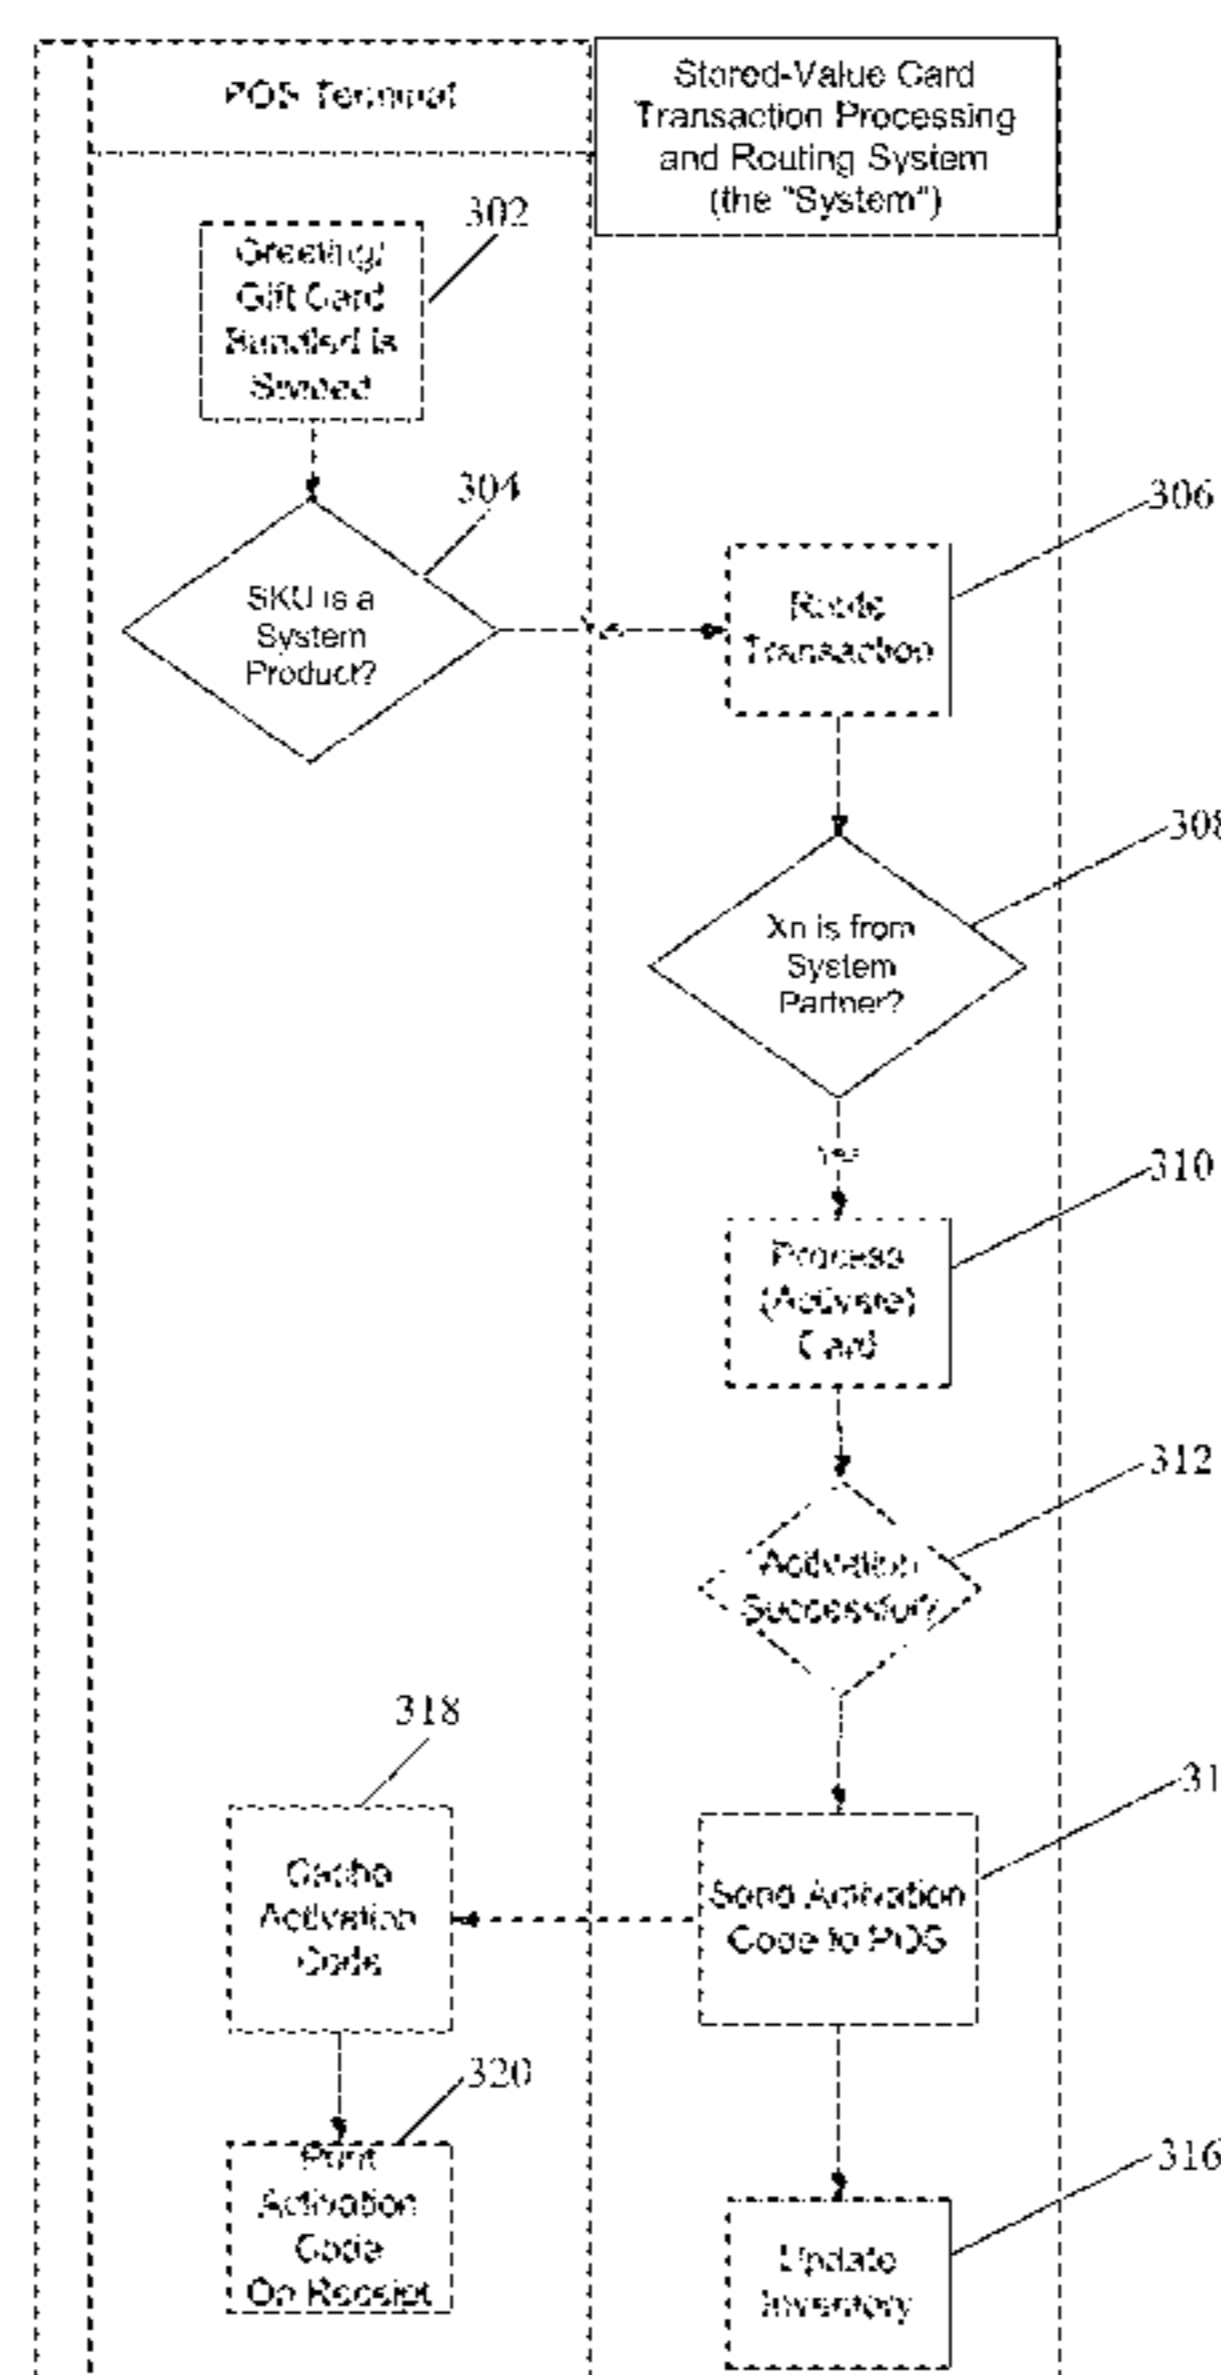 POS Terminal
Stored-Value Card
Transaction Processing
and Routing System
(the "System")
302
Greeting/
Gift Card
Bundled is
Swiped
304
SKU is a
System
Product?
306
Route
Transaction
308
Xn is from
System
Partner?
Yes
310
Process
(Activate)
Card
312
Activation
Successful?
318
31
Cache
Activation
Code
Send Activation
Code to POS
320
Print
Activation
Code
On Receipt
316
Update
Inventory